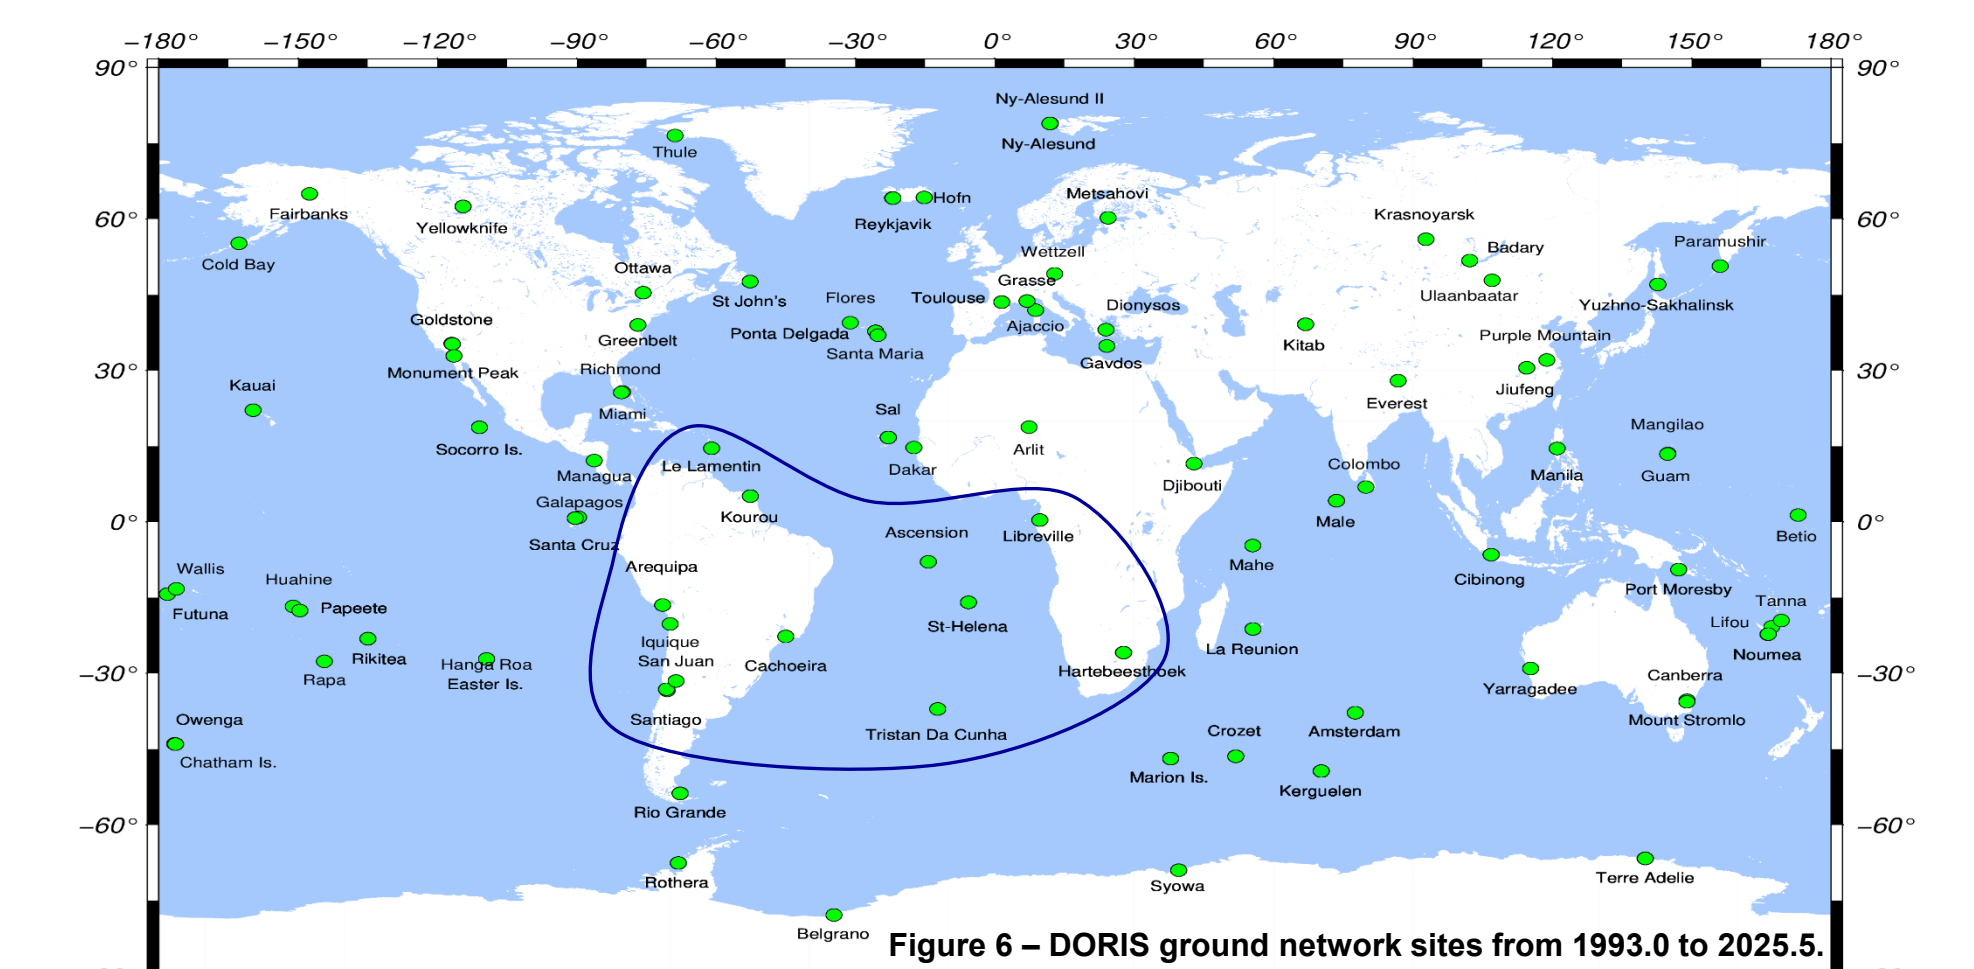 −180° −150° −120° −90° −60° −30° 0° 30° 60° 90° 120° 150° 180°
90° 90°
Ny-Alesund II
Ny-Alesund
Thule
Hofn
Metsahovi
Fairbanks
60° 60°
Yellowknife
Reykjavik
Krasnoyarsk
Badary
Paramushir
Cold Bay
Wettzell
Ottawa
Grasse
Ulaanbaatar
St John's
Flores
Toulouse
Dionysos
Yuzhno-Sakhalinsk
Goldstone
Ponta Delgada
Ajaccio
Purple Mountain
Greenbelt
Santa Maria
Kitab
Gavdos
30° 30°
Monument Peak
Richmond
Kauai
Jiufeng
Miami
Sal
Everest
Mangilao
Socorro Is.
Arlit
Le Lamentin
Dakar
Colombo
Managua
Djibouti
Manila
Guam
Galapagos
Kourou
0° 0°
Male
Ascension
Libreville
Betio
Santa Cruz
Arequipa
Mahe
Wallis
Huahine
Cibinong
Port Moresby
Futuna
Papeete
Tanna
St-Helena
Lifou
Iquique
La Reunion
Rikitea
Hanga Roa
San Juan
Cachoeira
Noumea
−30° −30°
Hartebeesthoek
Rapa
Easter Is.
Canberra
Yarragadee
Owenga
Santiago
Mount Stromlo
Tristan Da Cunha
Crozet
Amsterdam
Chatham Is.
Marion Is.
Kerguelen
Rio Grande
−60° −60°
Rothera
Syowa
Terre Adelie
Belgrano
Figure 6 – DORIS ground network sites from 1993.0 to 2025.5.